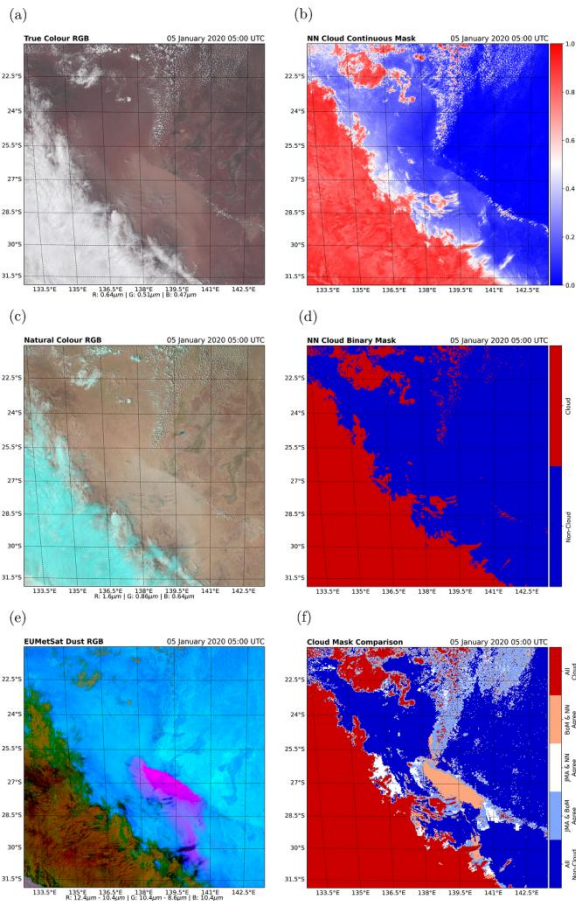 (a)
True Colour RGB 05 January 2020 05:00 UTC
22.5°S
24°S
25.5°S
27°S
28.5°S
30°S
31.5°S
133.5°E 135°E 136.5°E 138°E 139.5°E 141°E 142.5°E
R: 0.64μm | G: 0.51μm | B: 0.47μm
(b)
NN Cloud Continuous Mask 05 January 2020 05:00 UTC
22.5°S
24°S
25.5°S
27°S
28.5°S
30°S
31.5°S
133.5°E 135°E 136.5°E 138°E 139.5°E 141°E 142.5°E
1.0
0.8
0.6
0.4
0.2
0.0
(c)
Natural Colour RGB 05 January 2020 05:00 UTC
22.5°S
24°S
25.5°S
27°S
28.5°S
30°S
31.5°S
133.5°E 135°E 136.5°E 138°E 139.5°E 141°E 142.5°E
R: 1.6μm | G: 0.86μm | B: 0.64μm
(d)
NN Cloud Binary Mask 05 January 2020 05:00 UTC
22.5°S
24°S
25.5°S
27°S
28.5°S
30°S
31.5°S
133.5°E 135°E 136.5°E 138°E 139.5°E 141°E 142.5°E
Cloud
Non-Cloud
(e)
EUMetSat Dust RGB 05 January 2020 05:00 UTC
22.5°S
24°S
25.5°S
27°S
28.5°S
30°S
31.5°S
133.5°E 135°E 136.5°E 138°E 139.5°E 141°E 142.5°E
R: 12.4μm - 10.4μm | G: 10.4μm - 8.6μm | B: 10.4μm
(f)
Cloud Mask Comparison 05 January 2020 05:00 UTC
22.5°S
24°S
25.5°S
27°S
28.5°S
30°S
31.5°S
133.5°E 135°E 136.5°E 138°E 139.5°E 141°E 142.5°E
All
Cloud
BoM & NN
Agree
JMA & NN
Agree
JMA & BoM
Agree
All
Non-Cloud